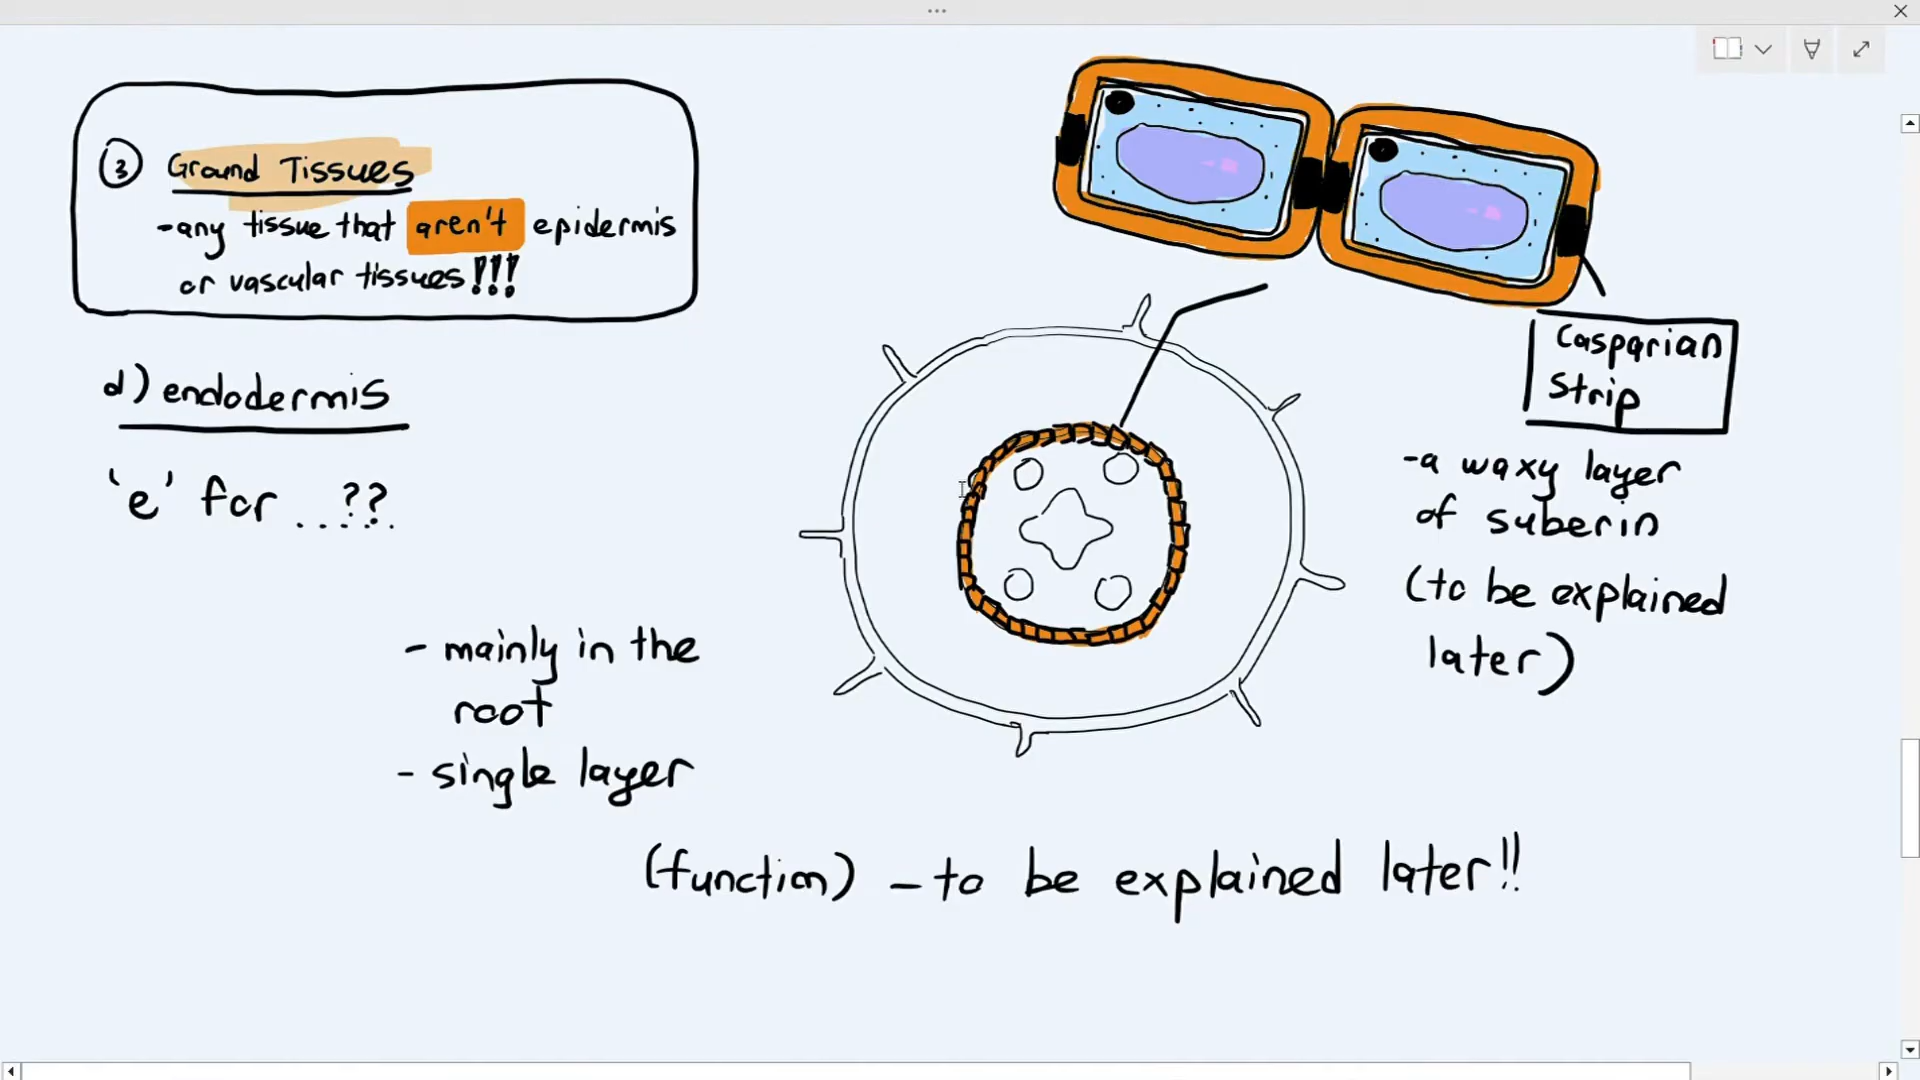 3 Ground Tissues
-any tissue that aren't epidermis
or vascular tissues!!!
d) endodermis
'e' for ....??..
- mainly in the
root
- single layer
Casparian
Strip
-a waxy layer
of suberin
(to be explained
later)
(function) - to be explained later!!